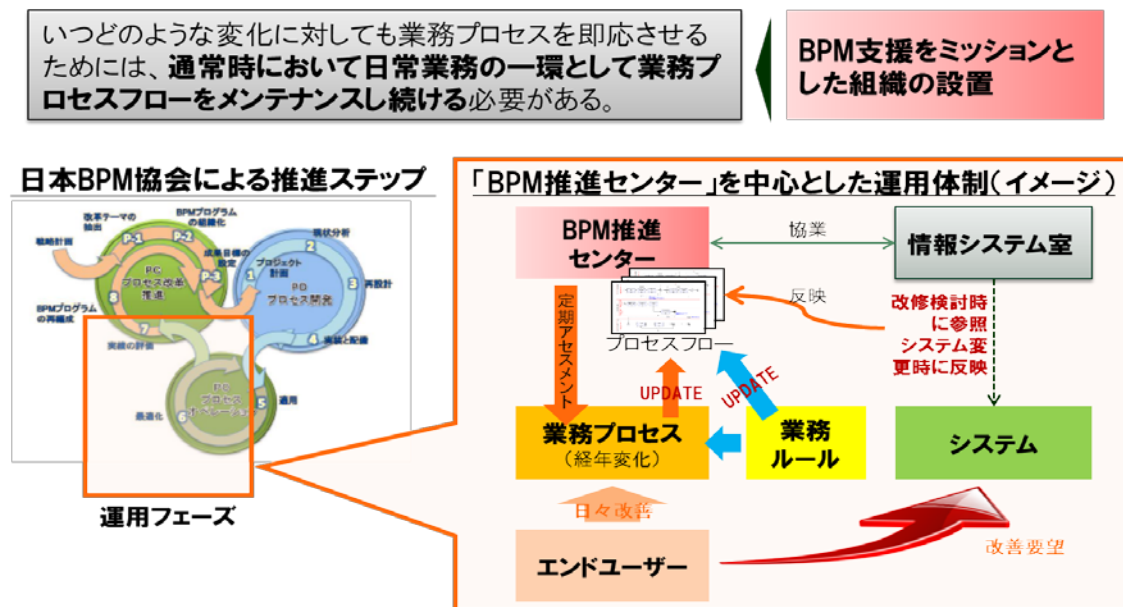 いつどのような変化に対しても業務プロセスを即応させる
ためには、通常時において日常業務の一環として業務プ
ロセスフローをメンテナンスし続ける必要がある。
BPM支援をミッションと
した組織の設置
日本BPM協会による推進ステップ
「BPM推進センター」を中心とした運用体制(イメージ)
改革テーマの
抽出
BPMプログラム
の組織化
戦略計画
P-1
P-2
P-3
成果目標の
設定
プロセス改革
推進
BPMプログラム
の再編成
8
7
実績の評価
現状分析
プロジェクト
計画
1
2
3
4
再設計
PD
プロセス開発
実装と配備
最適化
6
5
適用
運用フェーズ
BPM推進
センター
協業
情報システム室
定期アセスメント
反映
プロセスフロー
改修検討時
に参照
システム変
更時に反映
UPDATE
UPDATE
業務プロセス
(経年変化)
業務
ルール
システム
日々改善
エンドユーザー
改善要望